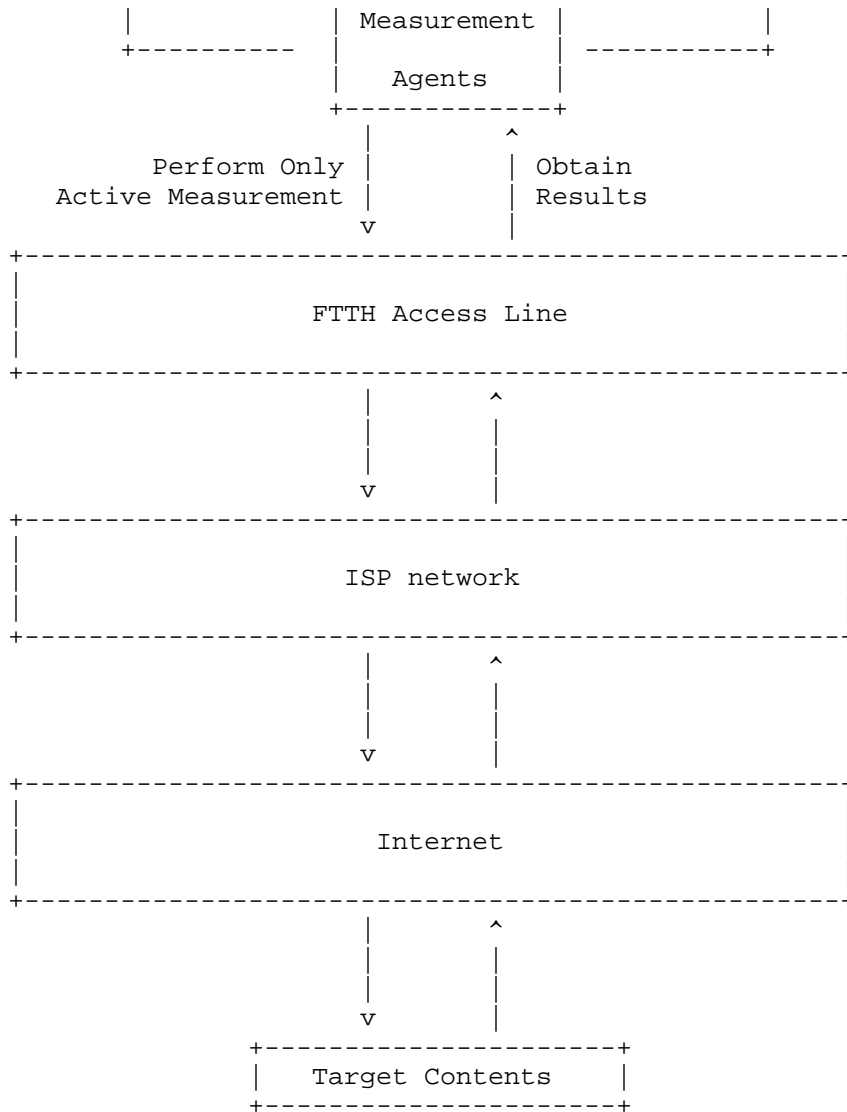 Measurement
Agents
Perform Only
Obtain
Active Measurement
Results
FTTH Access Line
ISP network
Internet
Target Contents